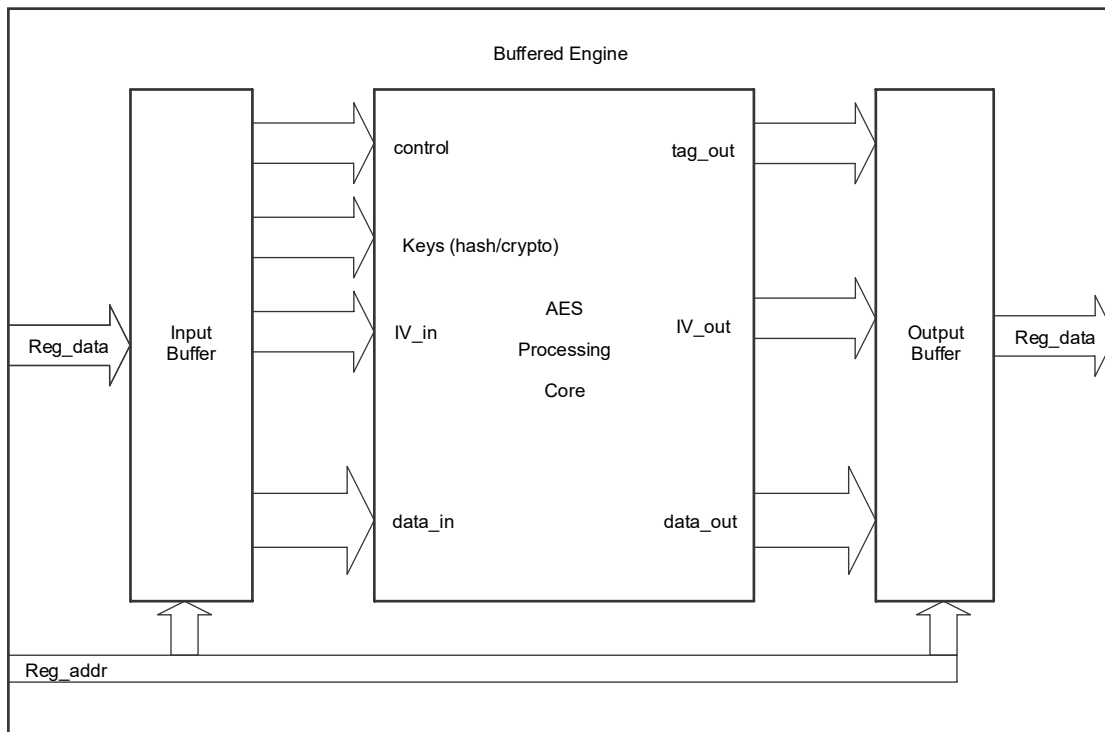 Buffered Engine
control
tag_out
Keys (hash/crypto)
Reg_data
Input
Buffer
IV_in
AES
Processing
Core
IV_out
Output
Buffer
Reg_data
data_in
data_out
Reg_addr